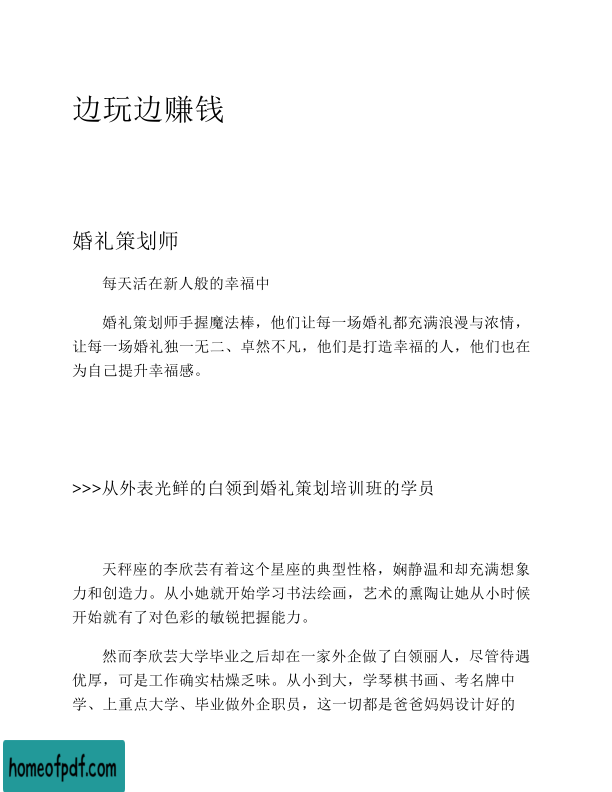 边玩边赚钱
婚礼策划师
每天活在新人般的幸福中
婚礼策划师手握魔法棒，他们让每一场婚礼都充满浪漫与浓情，
让每一场婚礼独一无二、卓然不凡，他们是打造幸福的人，他们也在
为自己提升幸福感。
>>>从外表光鲜的白领到婚礼策划培训班的学员
天秤座的李欣芸有着这个星座的典型性格，娴静温和却充满想象
力和创造力。从小她就开始学习书法绘画，艺术的熏陶让她从小时候
开始就有了对色彩的敏锐把握能力。
然而李欣芸大学毕业之后却在一家外企做了白领丽人，尽管待遇
优厚，可是工作确实枯燥乏味。从小到大，学琴棋书画、考名牌中
学、上重点大学、毕业做外企职员，这一切都是爸爸妈妈设计好的
homeofpdf.com